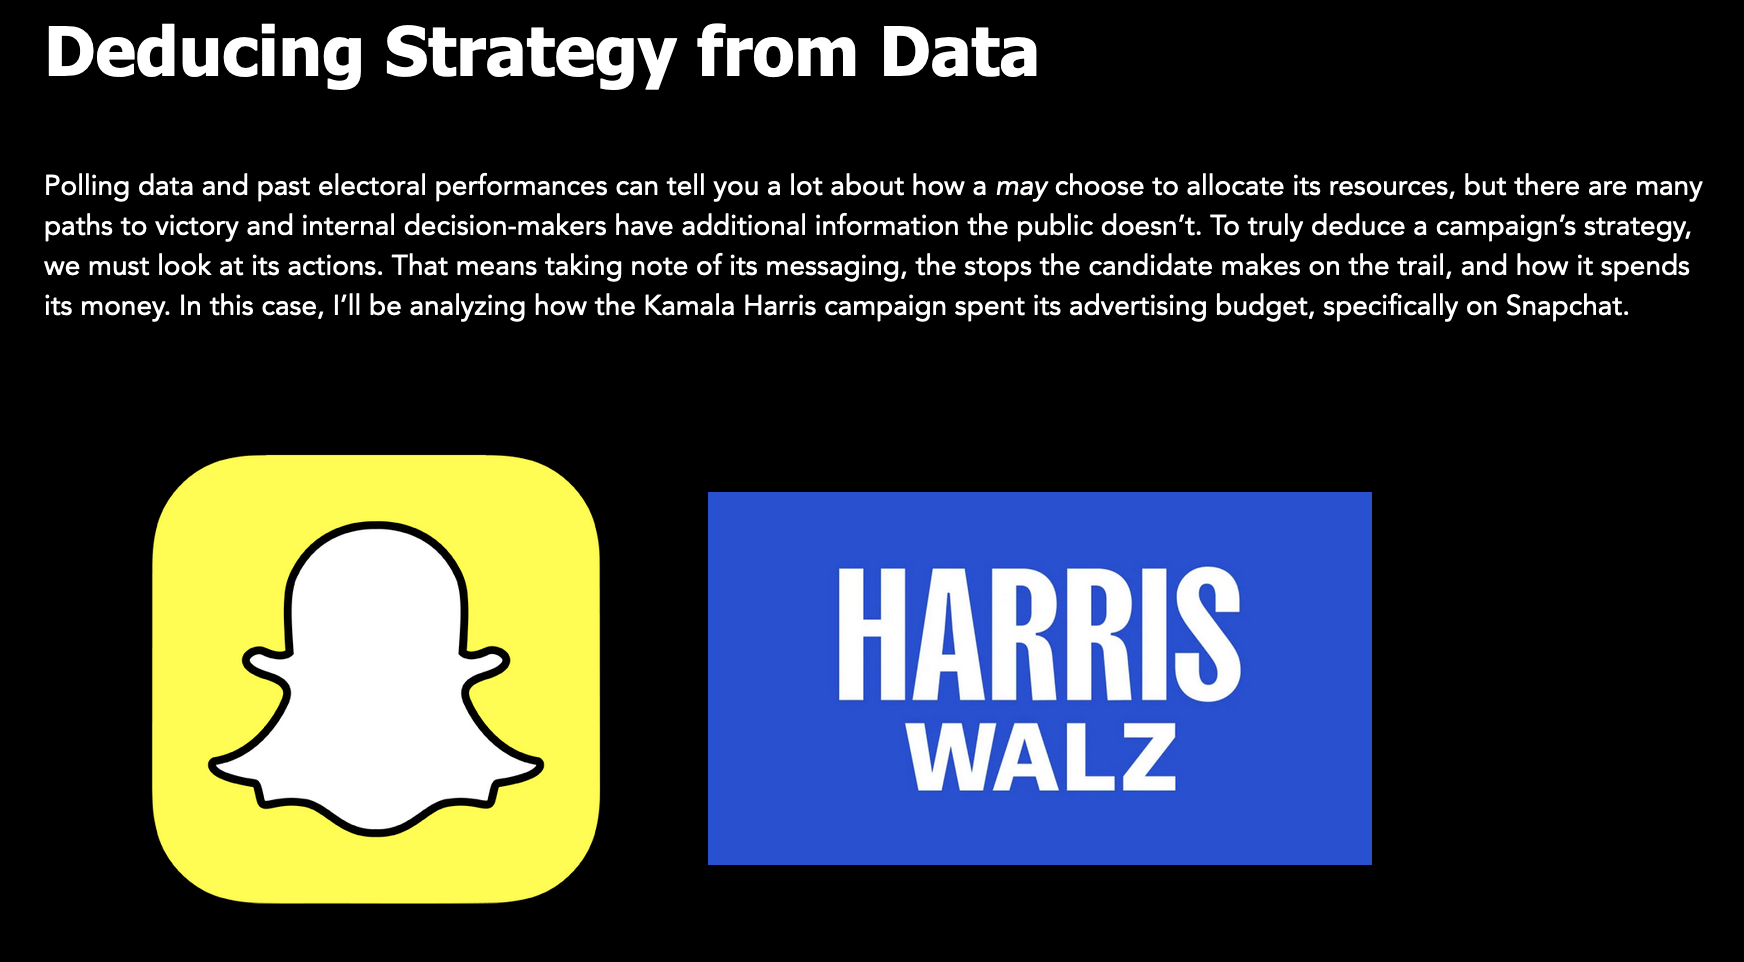 Deducing Strategy from Data
Polling data and past electoral performances can tell you a lot about how a may choose to allocate its resources, but there are many
paths to victory and internal decision-makers have additional information the public doesn’t. To truly deduce a campaign’s strategy,
we must look at its actions. That means taking note of its messaging, the stops the candidate makes on the trail, and how it spends
its money. In this case, I’ll be analyzing how the Kamala Harris campaign spent its advertising budget, specifically on Snapchat.
HARRIS
WALZ